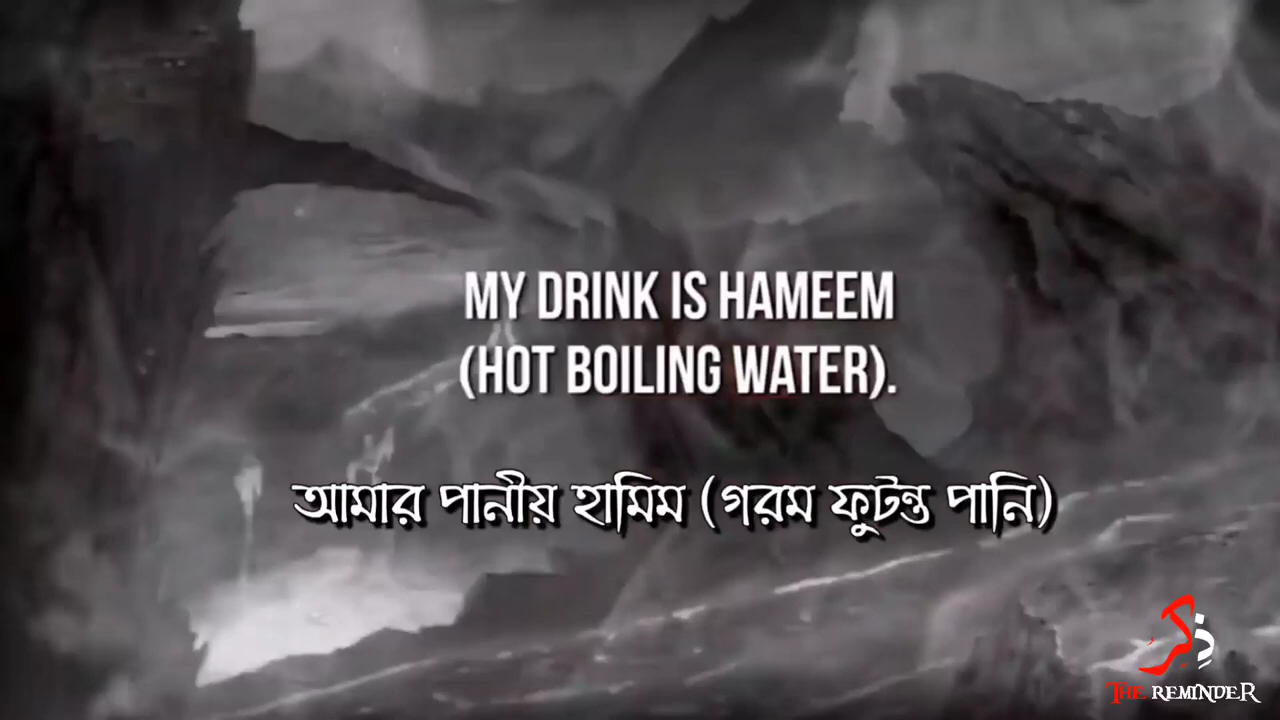 MY DRINK IS HAMEEM
(HOT BOILING WATER).
আমার পানীয় হামিম (গরম ফুটন্ত পানি)
THE REMINDER